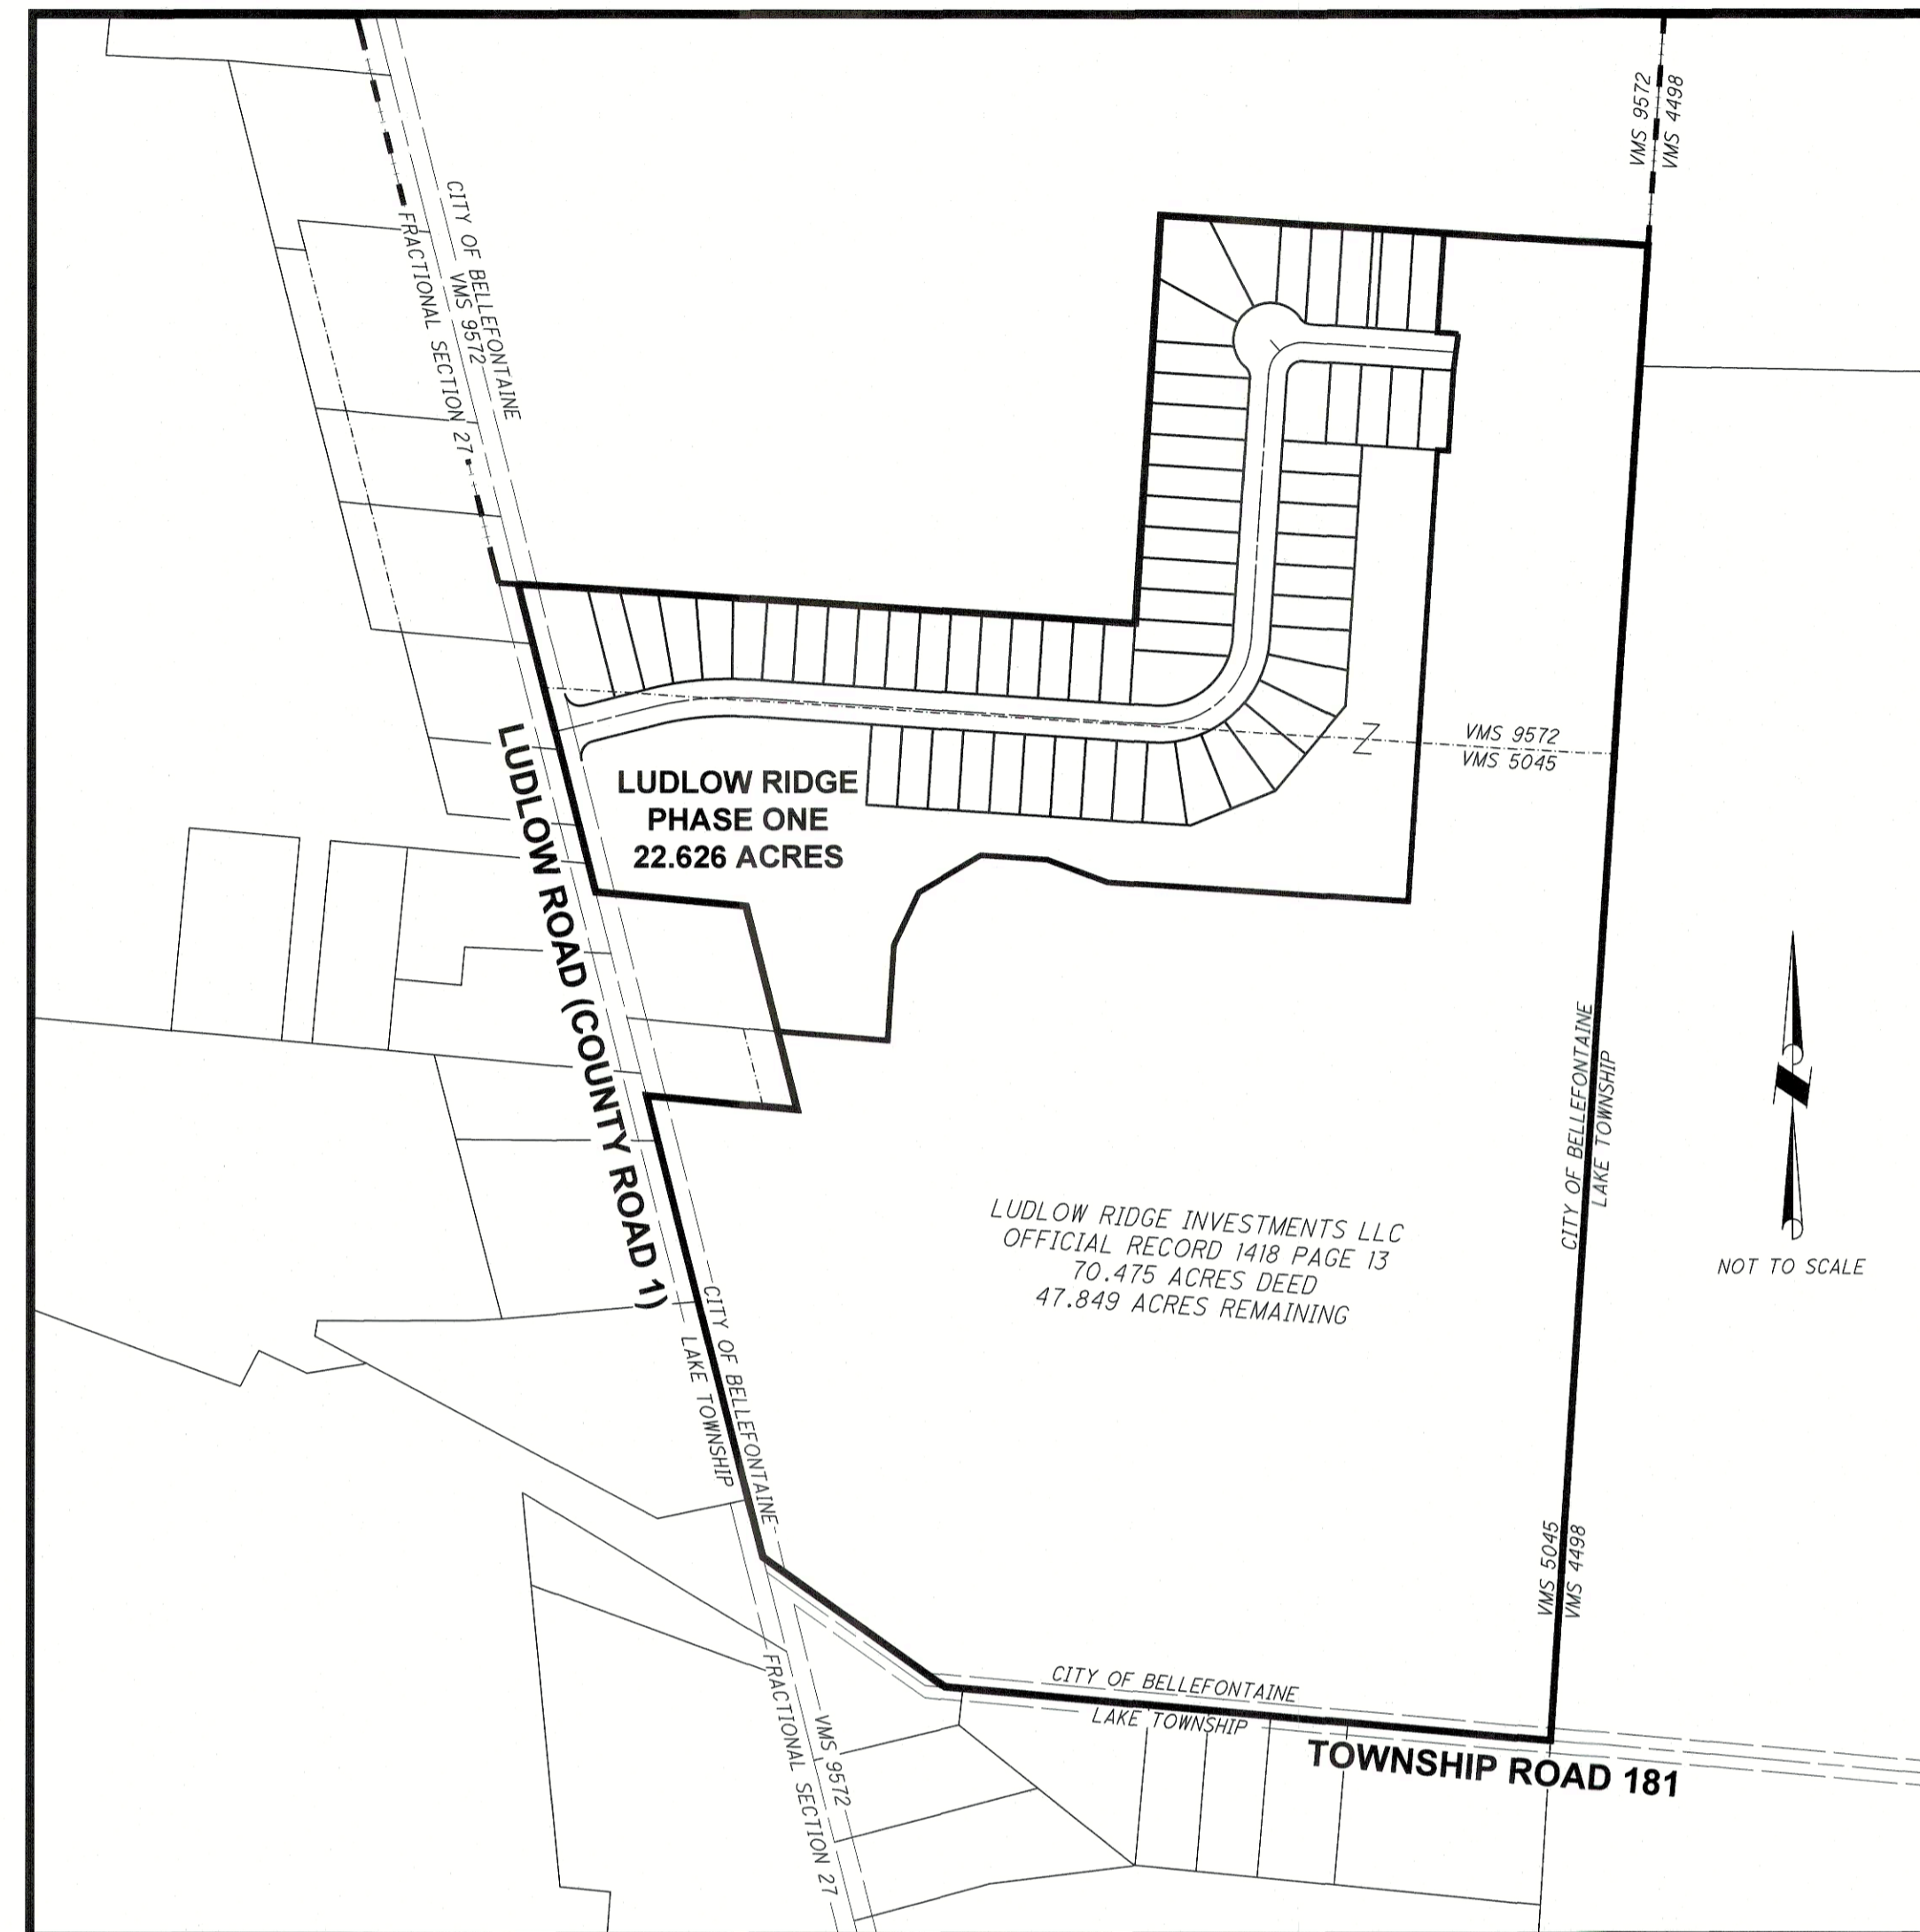 VMS 9572
VMS 4498
CITY OF BELLEFONTAINE
VMS 9572
FRACTIONAL SECTION 27
VMS 9572
VMS 5045
Z
LUDLOW RIDGE
PHASE ONE
22.626 ACRES
LUDLOW ROAD (COUNTY ROAD 1)
CITY OF BELLEFONTAINE
LAKE TOWNSHIP
NOT TO SCALE
LUDLOW RIDGE INVESTMENTS LLC
OFFICIAL RECORD 1418 PAGE 13
70.475 ACRES DEED
47.849 ACRES REMAINING
CITY OF BELLEFONTAINE
LAKE TOWNSHIP
VMS 5045
VMS 4498
CITY OF BELLEFONTAINE
LAKE TOWNSHIP
TOWNSHIP ROAD 181
VMS 9572
FRACTIONAL SECTION 27